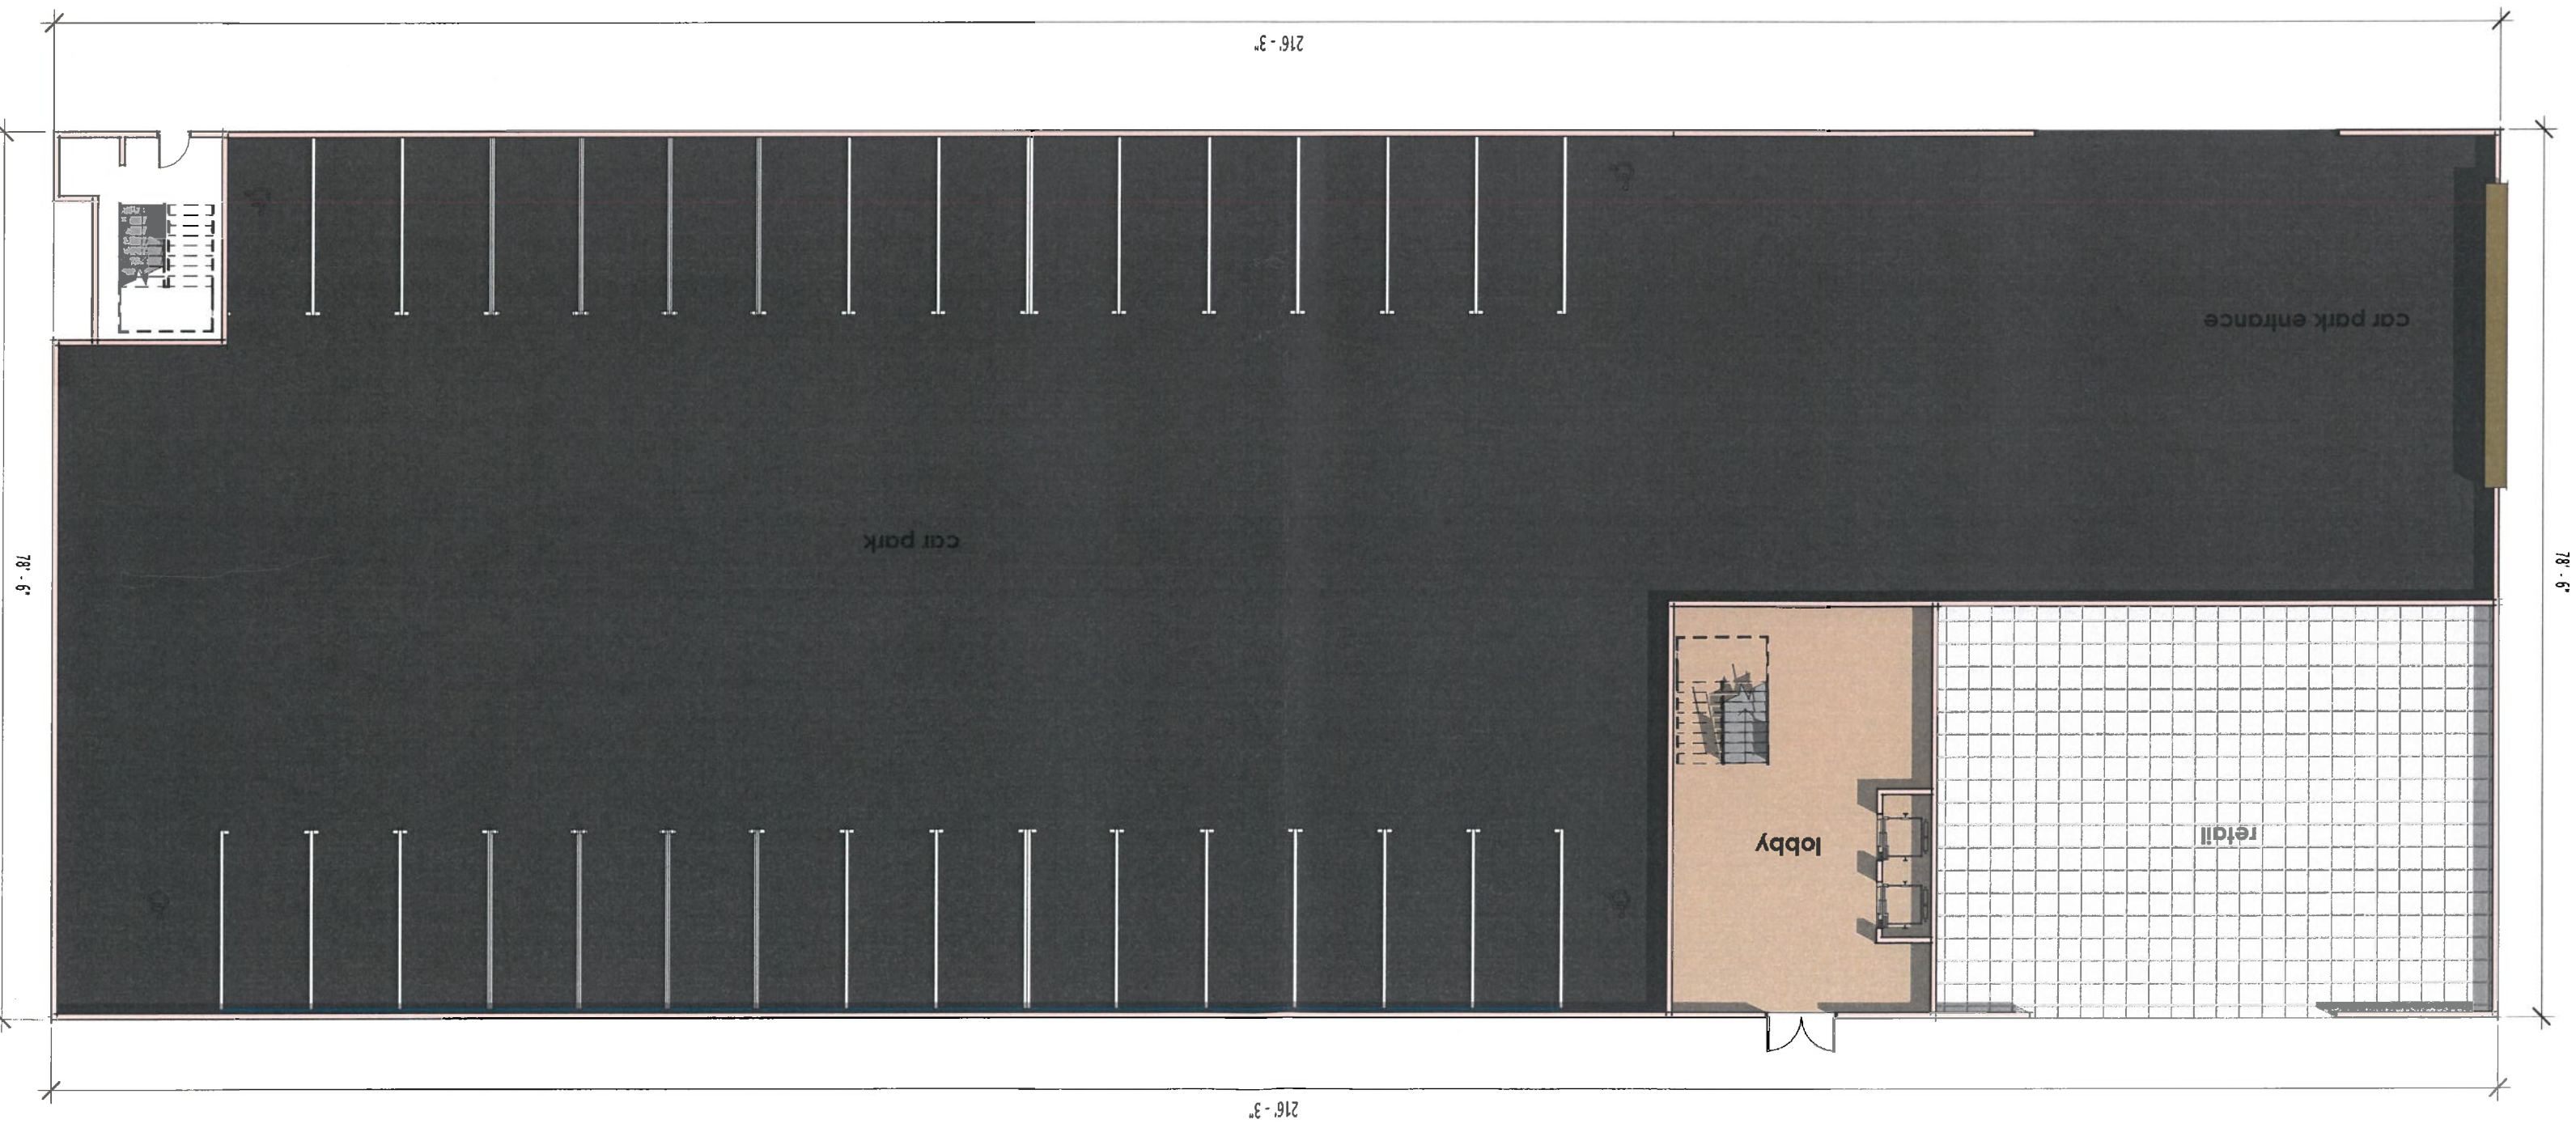 216' - 3"
retail
lobby
78' - 6"
78' - 6"
car park
car park entrance
216' - 3"